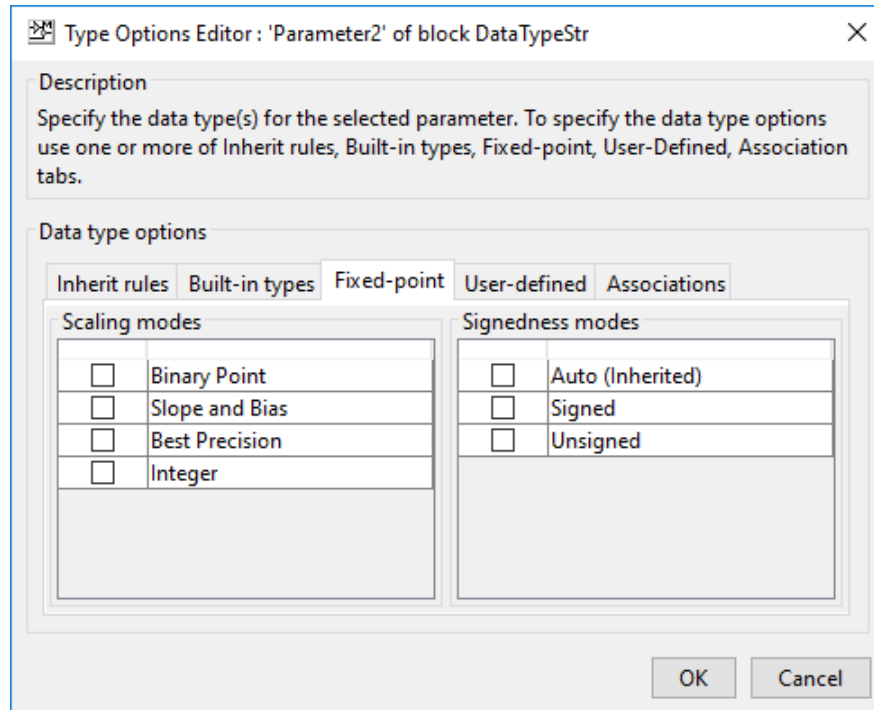 Type Options Editor : 'Parameter2' of block DataTypeStr
Description
Specify the data type(s) for the selected parameter. To specify the data type options
use one or more of Inherit rules, Built-in types, Fixed-point, User-Defined, Association
tabs.
Data type options
Inherit rules Built-in types Fixed-point User-defined Associations
Scaling modes
Binary Point
Slope and Bias
Best Precision
Integer
Signedness modes
Auto (Inherited)
Signed
Unsigned
OK Cancel